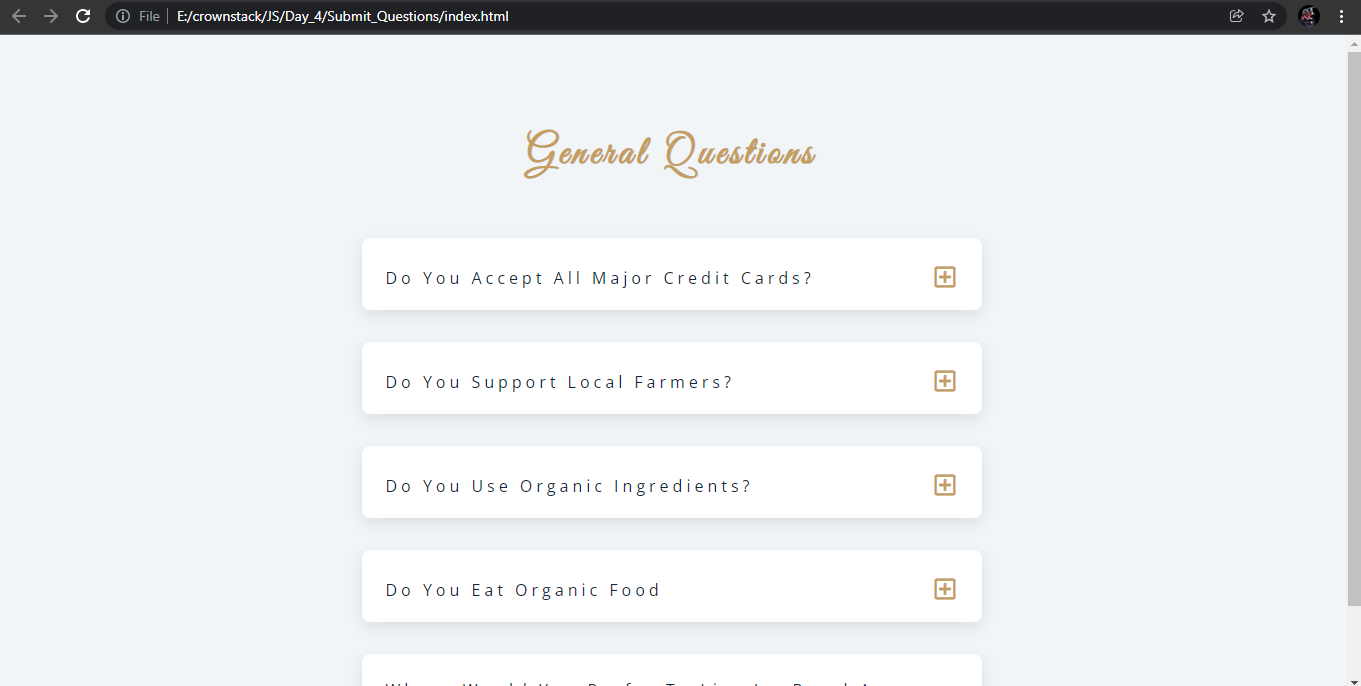 File E:/crownstack/JS/Day_4/Submit_Questions/index.html
General Questions
Do You Accept All Major Credit Cards?
Do You Support Local Farmers?
Do You Use Organic Ingredients?
Do You Eat Organic Food